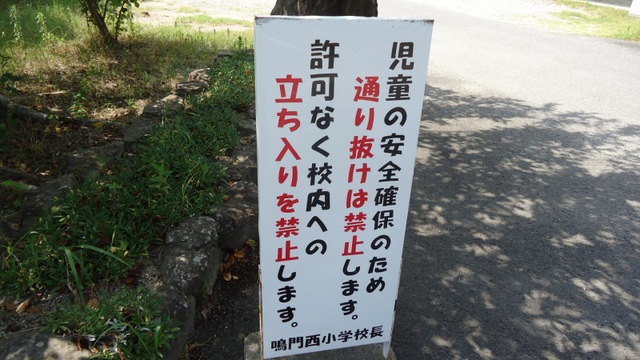 児童の安全確保のため
通り抜けは禁止します。
許可なく校内への
立ち入りを禁止します。
鳴門西小学校長